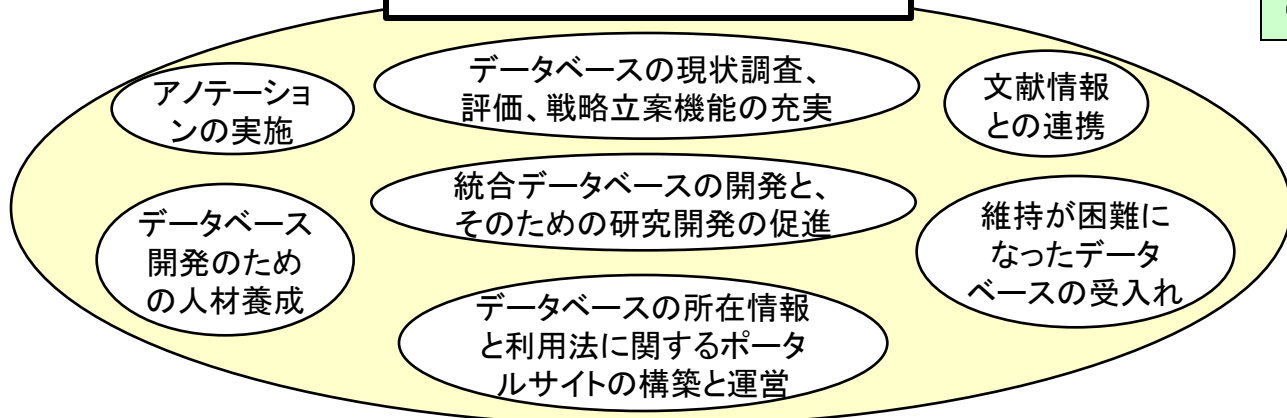 アノテーショ
ンの実施
データベースの現状調査、
評価、戦略立案機能の充実
文献情報
との連携
統合データベースの開発と、
そのための研究開発の促進
データベース
開発のため
の人材養成
維持が困難に
なったデータ
ベースの受入れ
データベースの所在情報
と利用法に関するポータ
ルサイトの構築と運営